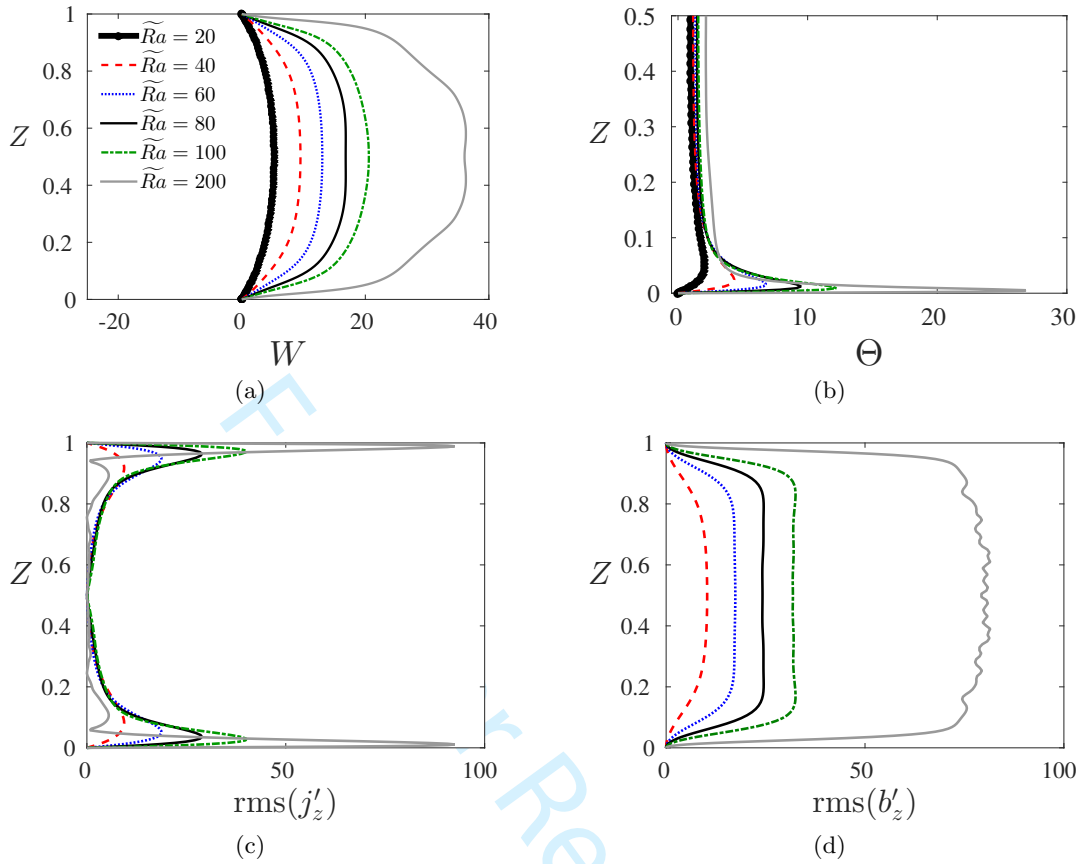 1
0.8
0.6
Z
0.4
0.2
0
-20
0
20
40
W
(a)
R̃a = 20
R̃a = 40
R̃a = 60
R̃a = 80
R̃a = 100
R̃a = 200
0.5
0.4
0.3
Z
0.2
0.1
0
0
10
20
30
Θ
(b)
1
0.8
0.6
Z
0.4
0.2
0
0
50
100
rms(j′z)
(c)
1
0.8
0.6
Z
0.4
0.2
0
0
50
100
rms(b′z)
(d)
F
r Re